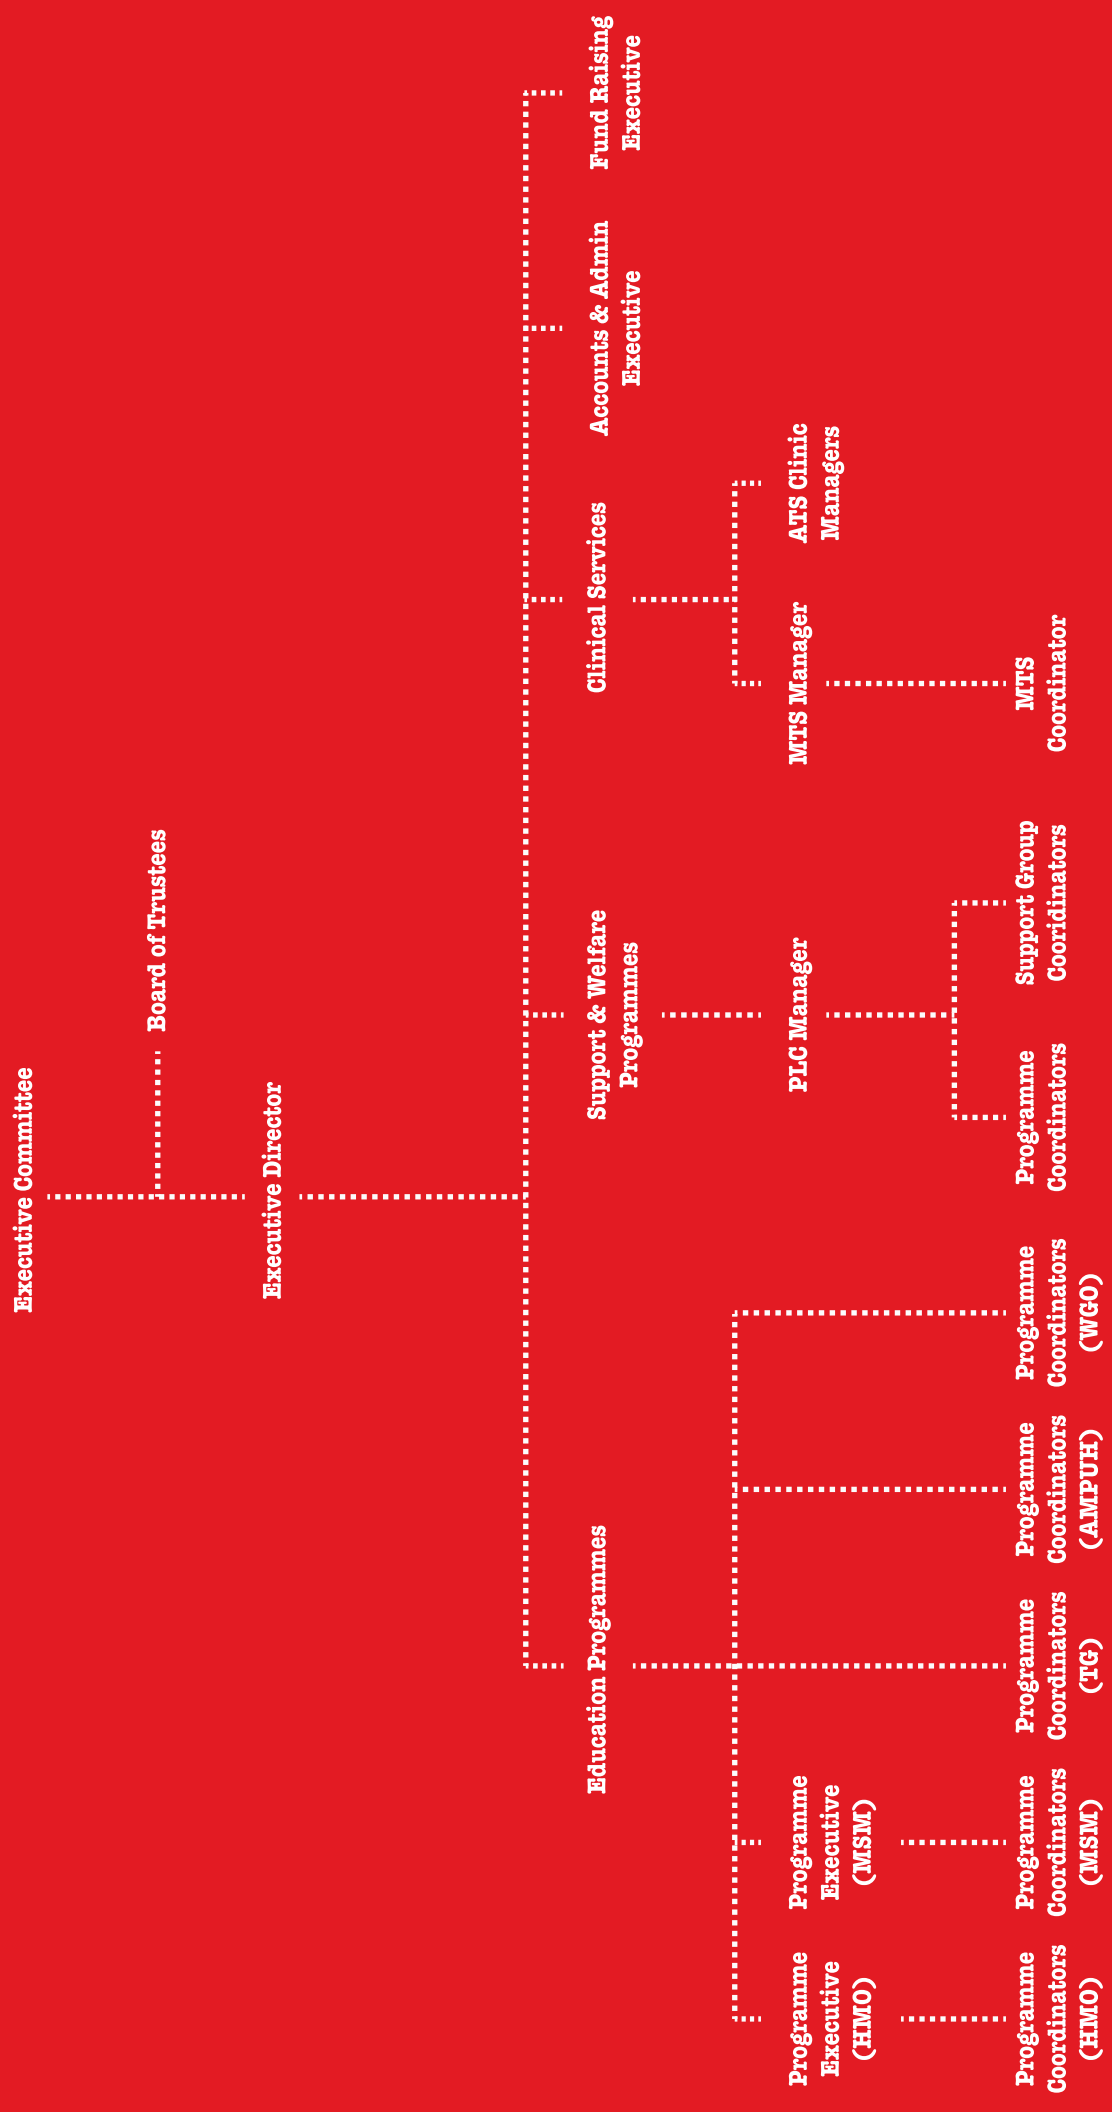 Executive Committee
Board of Trustees
Executive Director
Education Programmes
Support & Welfare
Programmes
Clinical Services
Accounts & Admin
Executive
Fund Raising
Executive
Programme
Executive
(HMO)
Programme
Executive
(MSM)
PLC Manager
MTS Manager
ATS Clinic
Managers
Programme
Coordinators
(HMO)
Programme
Coordinators
(MSM)
Programme
Coordinators
(TG)
Programme
Coordinators
(AMPUH)
Programme
Coordinators
(WGO)
Programme
Coordinators
Support Group
Cooridinators
MTS
Coordinator